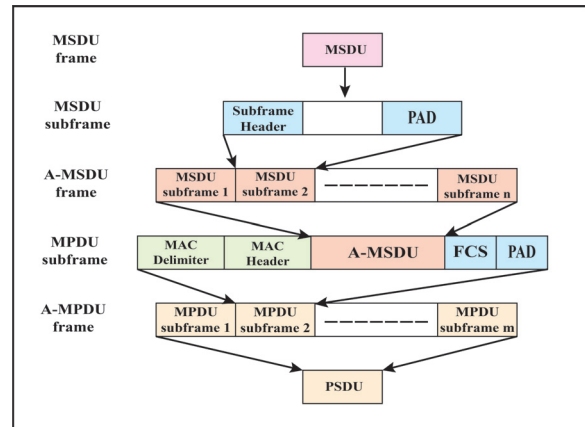 MSDU
frame
MSDU
MSDU
subframe
Subframe
Header
PAD
A-MSDU
frame
MSDU
subframe 1
MSDU
subframe 2
MSDU
subframe n
MPDU
subframe
MAC
Delimiter
MAC
Header
A-MSDU
FCS
PAD
A-MPDU
frame
MPDU
subframe 1
MPDU
subframe 2
MPDU
subframe m
PSDU